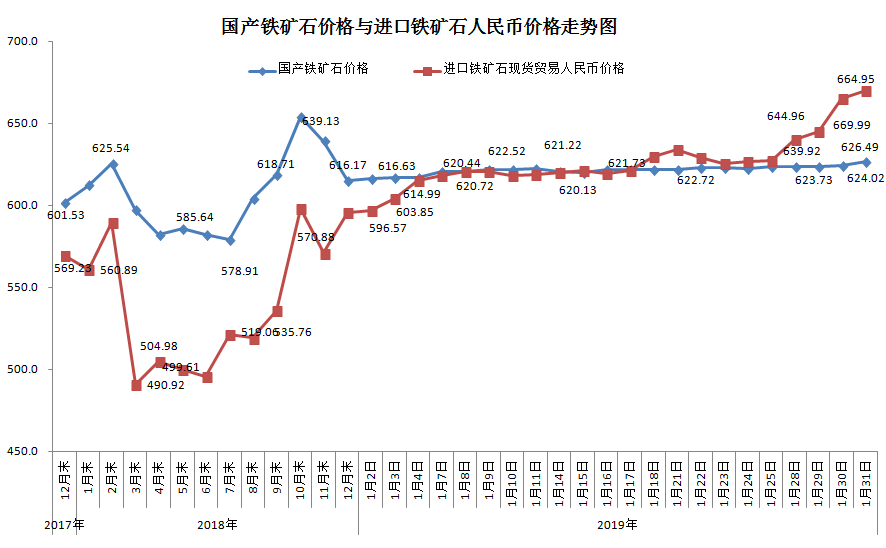 国产铁矿石价格与进口铁矿石人民币价格走势图
国产铁矿石价格
进口铁矿石现货贸易人民币价格
700.0
650.0
600.0
550.0
500.0
450.0
601.53
625.54
585.64
578.91
618.71
639.13
616.17
616.63
620.44
622.52
621.22
621.73
622.72
639.92
623.73
626.49
624.02
569.23
560.89
504.98
490.92
499.61
519.06
535.76
570.88
596.57
603.85
614.99
620.72
620.13
644.96
669.99
664.95
12月末
1月末
2月末
3月末
4月末
5月末
6月末
7月末
8月末
9月末
10月末
11月末
12月末
1月2日
1月3日
1月4日
1月7日
1月8日
1月9日
1月10日
1月11日
1月14日
1月15日
1月16日
1月17日
1月18日
1月21日
1月22日
1月23日
1月24日
1月25日
1月28日
1月29日
1月30日
1月31日
2017年
2018年
2019年